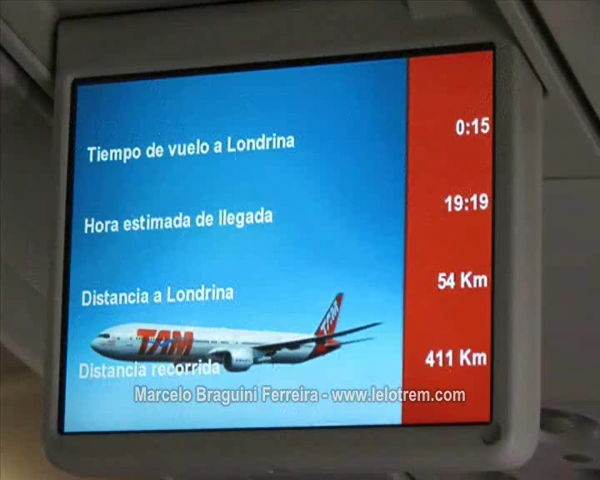 Tiempo de vuelo a Londrina 0:15
Hora estimada de llegada 19:19
Distancia a Londrina 54 Km
TAM TAM
Distancia recorrida 411 Km
Marcelo Braguini Ferreira - www.lelotrem.com